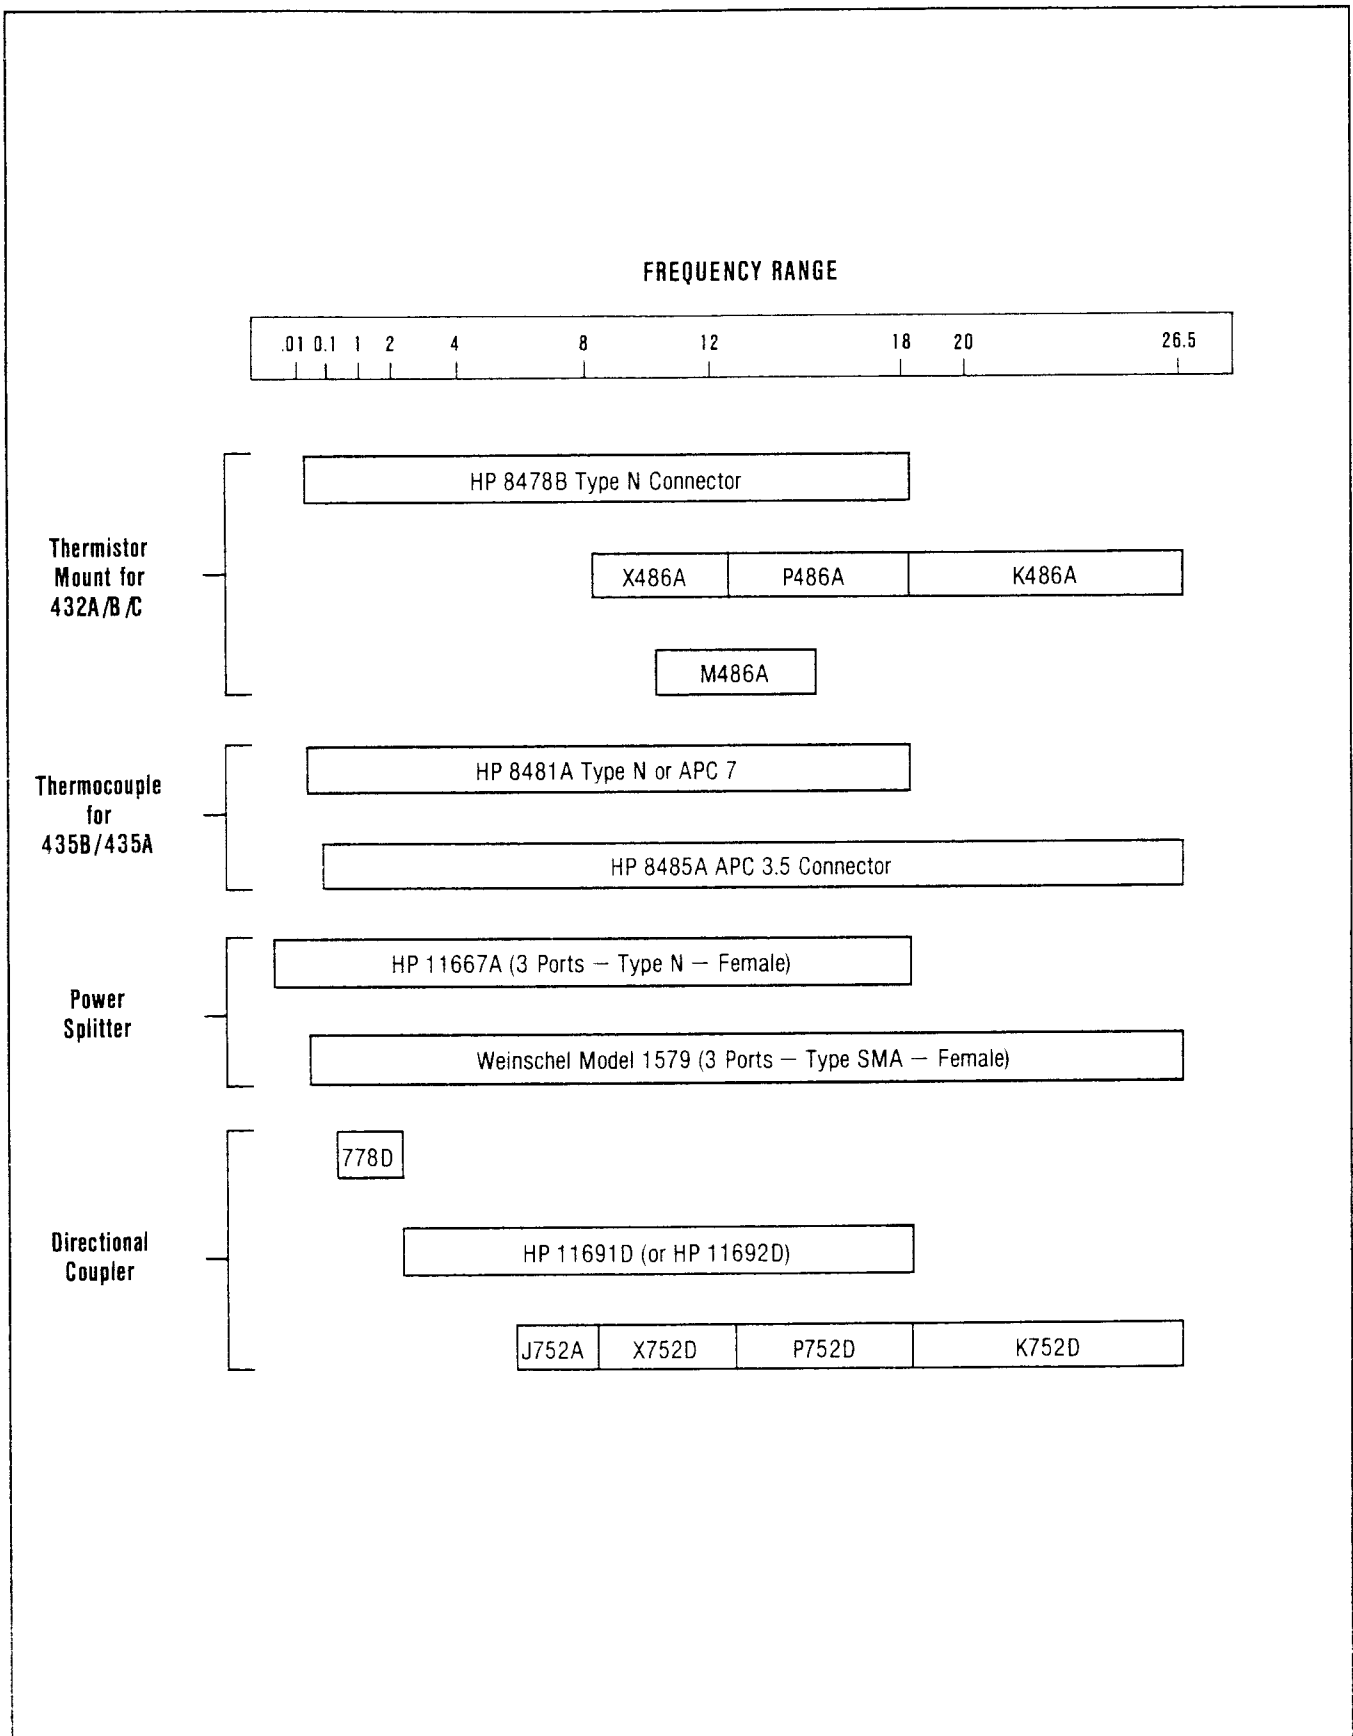 FREQUENCY RANGE
.01 0.1 1 2 4 8 12 18 20 26.5
HP 8478B Type N Connector
Thermistor
Mount for
432A/B/C
X486A P486A K486A
M486A
HP 8481A Type N or APC 7
Thermocouple
for
435B/435A
HP 8485A APC 3.5 Connector
HP 11667A (3 Ports — Type N — Female)
Power
Splitter
Weinschel Model 1579 (3 Ports — Type SMA — Female)
778D
Directional
Coupler
HP 11691D (or HP 11692D)
J752A X752D P752D K752D